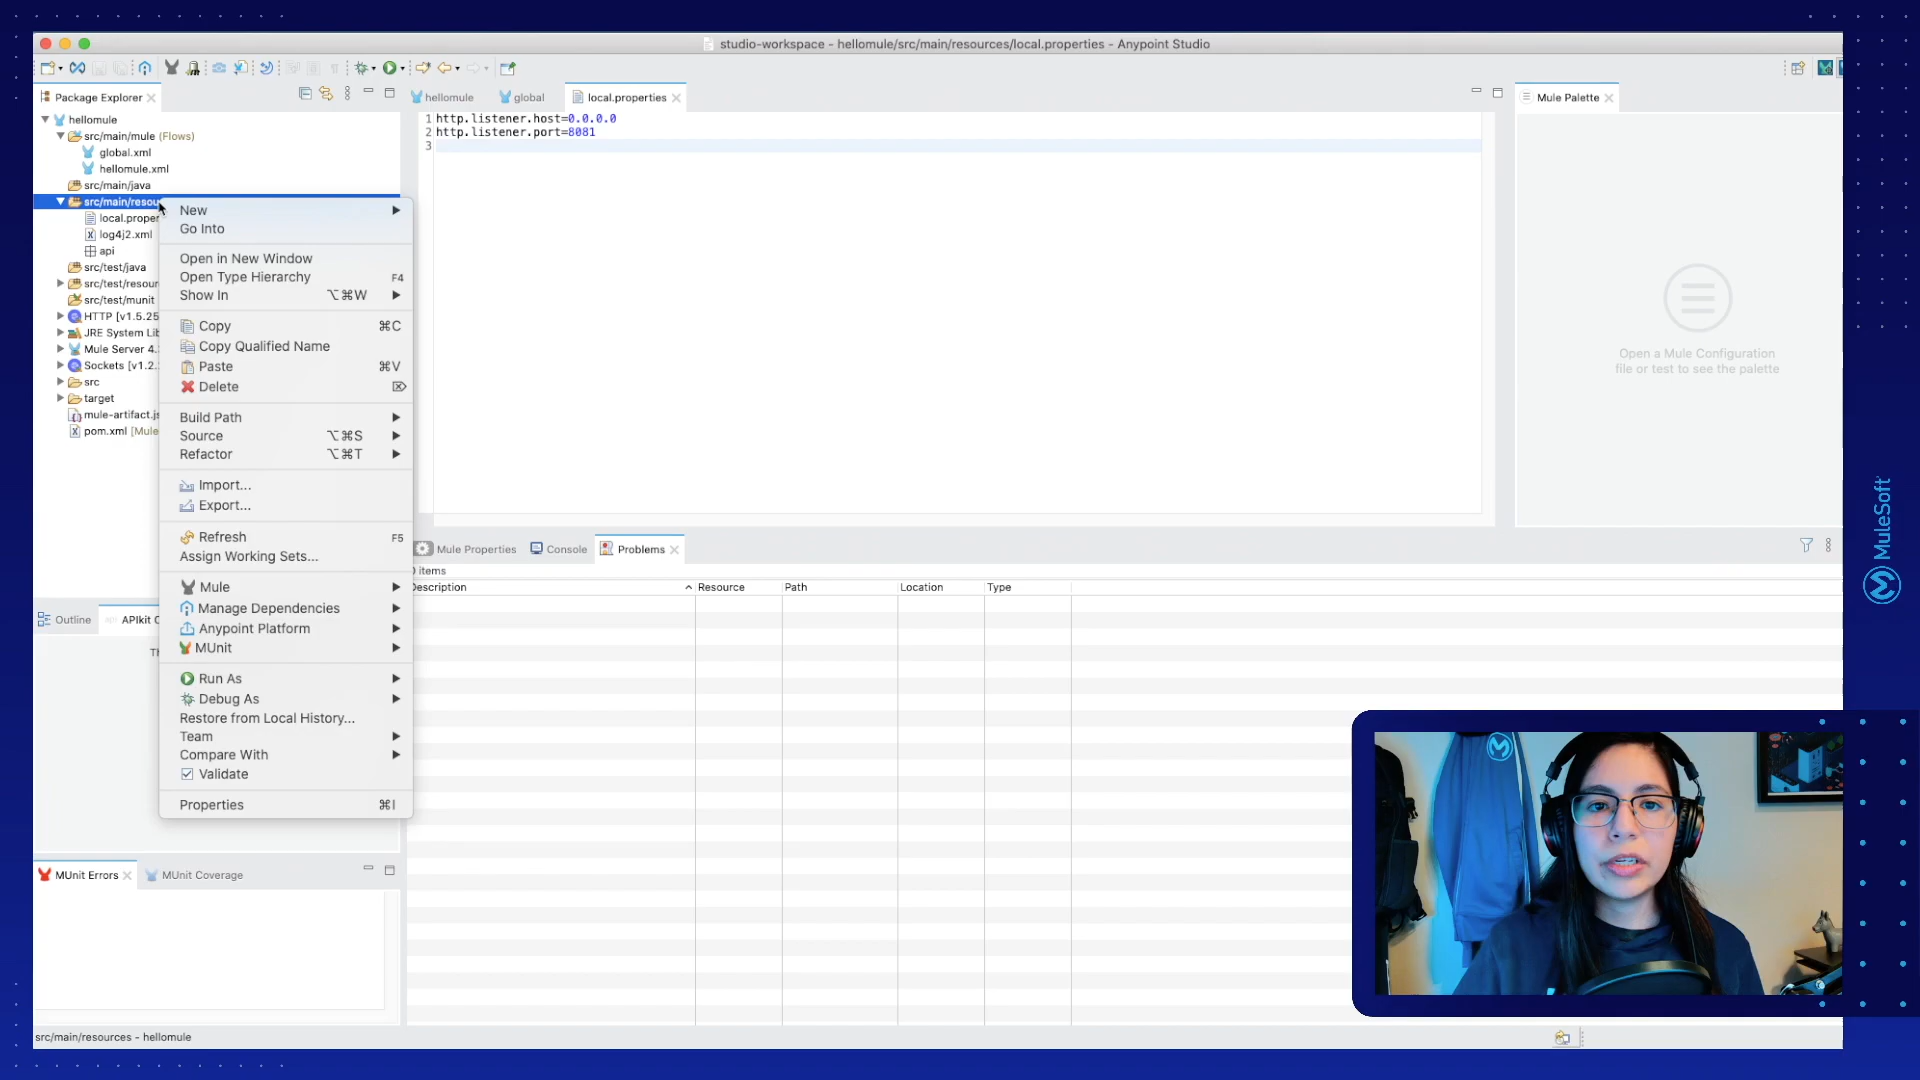 studio-workspace - hellomule/src/main/resources/local.properties - Anypoint Studio
Package Explorer
hellomule
global
local.properties
Mule Palette
hellomule
src/main/mule (Flows)
global.xml
hellomule.xml
src/main/java
src/main/resou
local.proper
log4j2.xml
api
src/test/java
src/test/resour
src/test/munit
HTTP [v1.5.25
JRE System Lib
Mule Server 4.
Sockets [v1.2.
src
target
mule-artifact.js
pom.xml [Mule
1 http.listener.host=0.0.0.0
2 http.listener.port=8081
3
New
Go Into
Open in New Window
Open Type Hierarchy F4
Show In ⌥⌘W
Copy ⌘C
Copy Qualified Name
Paste ⌘V
Delete ⌦
Build Path
Source ⌥⌘S
Refactor ⌥⌘T
Import...
Export...
Refresh F5
Assign Working Sets...
Mule
Manage Dependencies
Anypoint Platform
MUnit
Run As
Debug As
Restore from Local History...
Team
Compare With
Validate
Properties ⌘I
Open a Mule Configuration
file or test to see the palette
Mule Properties
Console
Problems
0 items
Description
Resource
Path
Location
Type
Outline
APIkit C
Th
MUnit Errors
MUnit Coverage
src/main/resources - hellomule
MuleSoft